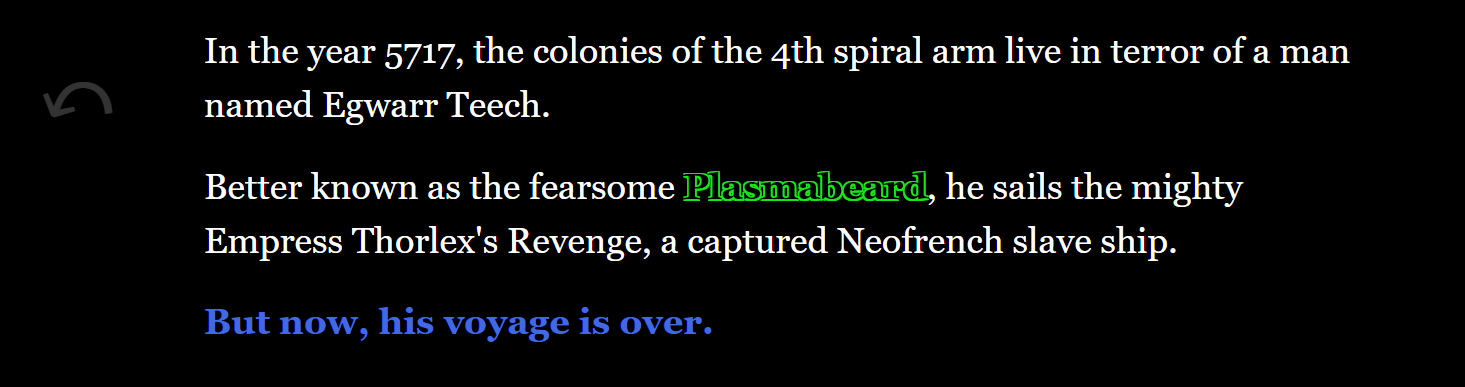 In the year 5717, the colonies of the 4th spiral arm live in terror of a man
named Egwarr Teech.
Better known as the fearsome Plasmabeard, he sails the mighty
Empress Thorlex's Revenge, a captured Neofrench slave ship.
But now, his voyage is over.